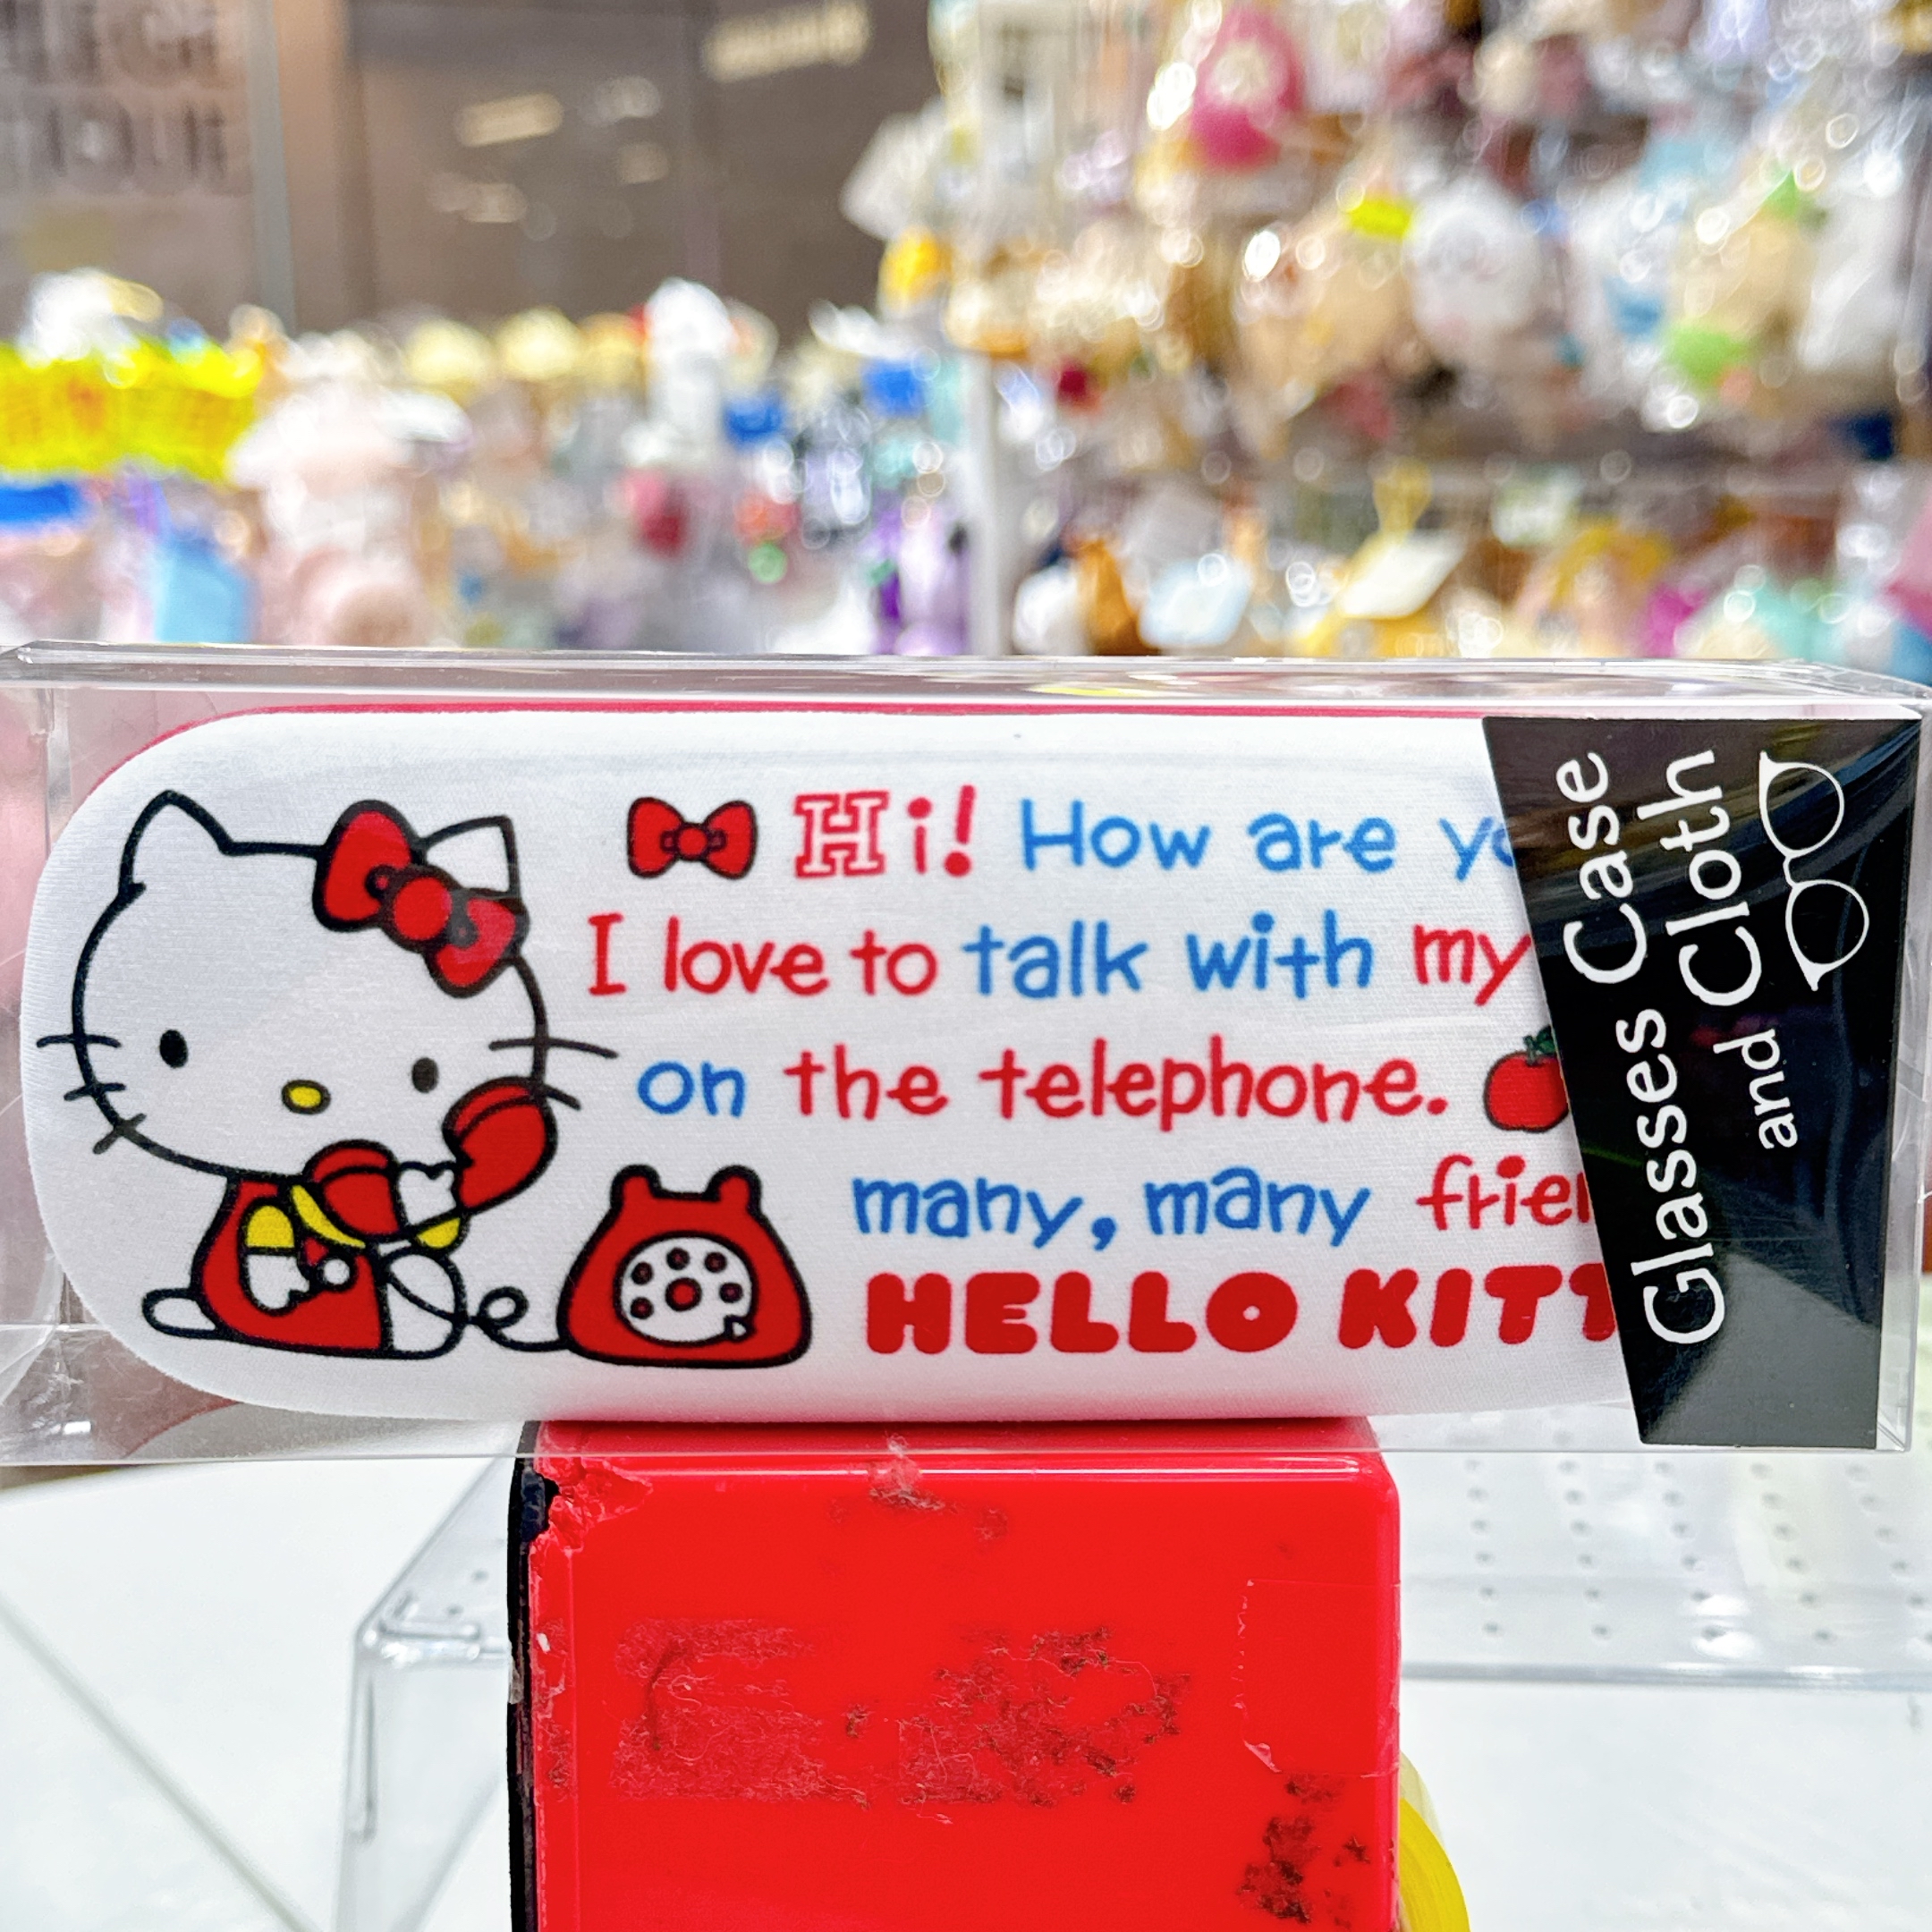 Hi! How are yo
I love to talk with my
on the telephone.
many, many frien
HELLO KITT
Glasses Case
and Cloth